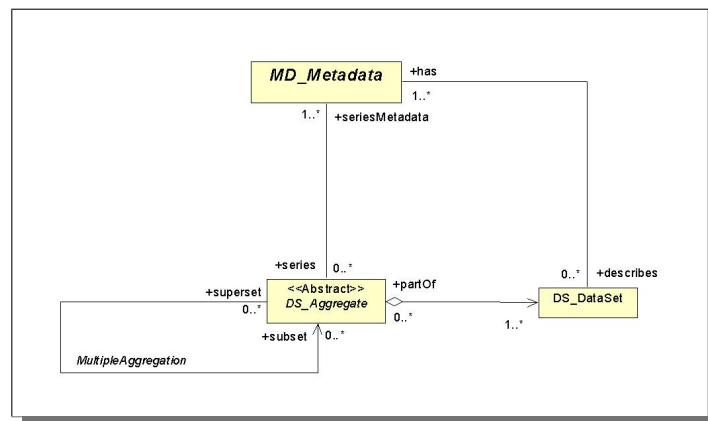 MD_Metadata
+has
1..*
1..*
+seriesMetadata
+series
0..*
0..*
+describes
<<Abstract>>
DS_Aggregate
+partOf
0..*
DS_DataSet
1..*
+superset
0..*
+subset
0..*
MultipleAggregation